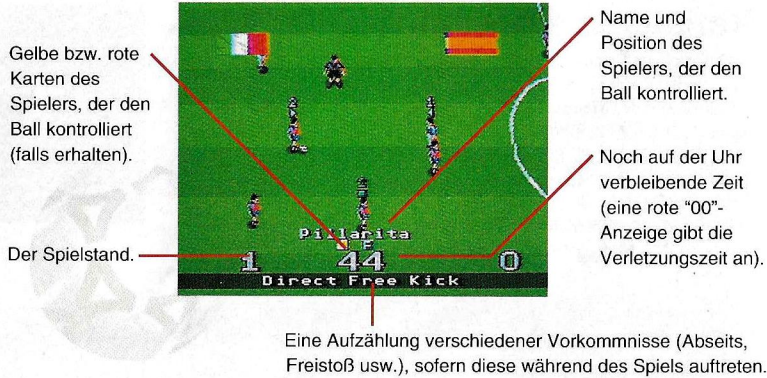 Gelbe bzw. rote
Karten des
Spielers, der den
Ball kontrolliert
(falls erhalten).
Der Spielstand.
Name und
Position des
Spielers, der den
Ball kontrolliert.
Noch auf der Uhr
verbleibende Zeit
(eine rote “00”-
Anzeige gibt die
Verletzungszeit an).
F
1 44 0
Direct Free Kick
Eine Aufzählung verschiedener Vorkommnisse (Abseits,
Freistoß usw.), sofern diese während des Spiels auftreten.